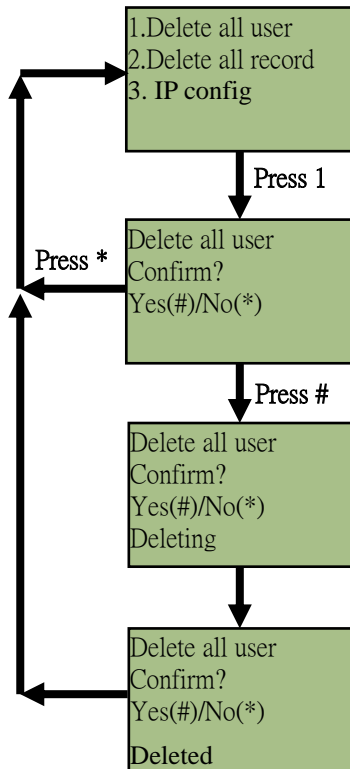 1.Delete all user
2.Delete all record
3. IP config
Press 1
Delete all user
Confirm?
Yes(#)/No(*)
Press *
Press #
Delete all user
Confirm?
Yes(#)/No(*)
Deleting
Delete all user
Confirm?
Yes(#)/No(*)
Deleted